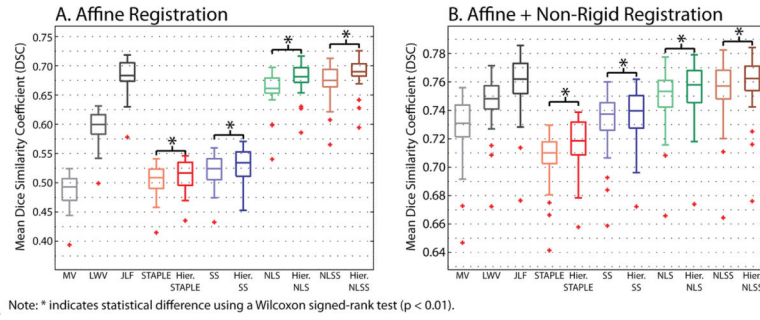 A. Affine Registration
Mean Dice Similarity Coefficient (DSC)
0.75
0.70
0.65
0.60
0.55
0.50
0.45
0.40
* * * *
MV LWV JLF STAPLE Hier. STAPLE SS Hier. SS NLS Hier. NLS NLSS Hier. NLSS
B. Affine + Non-Rigid Registration
Mean Dice Similarity Coefficient (DSC)
0.78
0.76
0.74
0.72
0.70
0.68
0.66
0.64
* * * *
MV LWV JLF STAPLE Hier. STAPLE SS Hier. SS NLS Hier. NLS NLSS Hier. NLSS
Note: * indicates statistical difference using a Wilcoxon signed-rank test (p < 0.01).